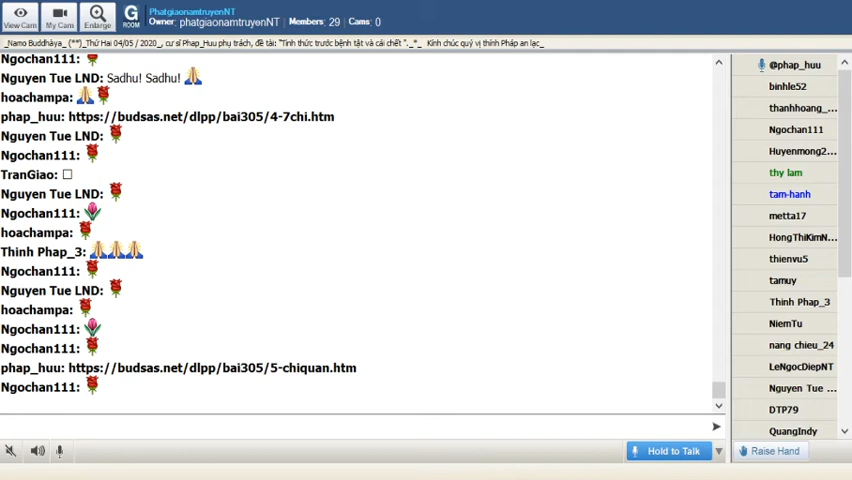 View Cam
My Cam
Enlarge
G
ROOM
PhatgiaonamtruyenNT
Owner: phatgiaonamtruyenNT Members: 29 Cams: 0
_Namo Buddhàya_ (**)_Thứ Hai 04/05 / 2020_, cư sĩ Phap_Huu phụ trách, đề tài: "Tỉnh thức trước bệnh tật và cái chết "._*_ Kính chúc quý vị thính Pháp an lạc_
Ngochan111:
Nguyen Tue LND: Sadhu! Sadhu!
hoachampa:
phap_huu: https://budsas.net/dlpp/bai305/4-7chi.htm
Nguyen Tue LND:
Ngochan111:
TranGiao: □
Nguyen Tue LND:
Ngochan111:
hoachampa:
Thinh Phap_3:
Ngochan111:
Nguyen Tue LND:
hoachampa:
Ngochan111:
Ngochan111:
phap_huu: https://budsas.net/dlpp/bai305/5-chiquan.htm
Ngochan111:
Hold to Talk
@phap_huu
binhle52
thanhhoang_...
Ngochan111
Huyenmong2...
thy lam
tam-hanh
metta17
HongThiKimN...
thienvu5
tamuy
Thinh Phap_3
NiemTu
nang chieu_24
LeNgocDiepNT
Nguyen Tue ...
DTP79
QuangIndy
Raise Hand